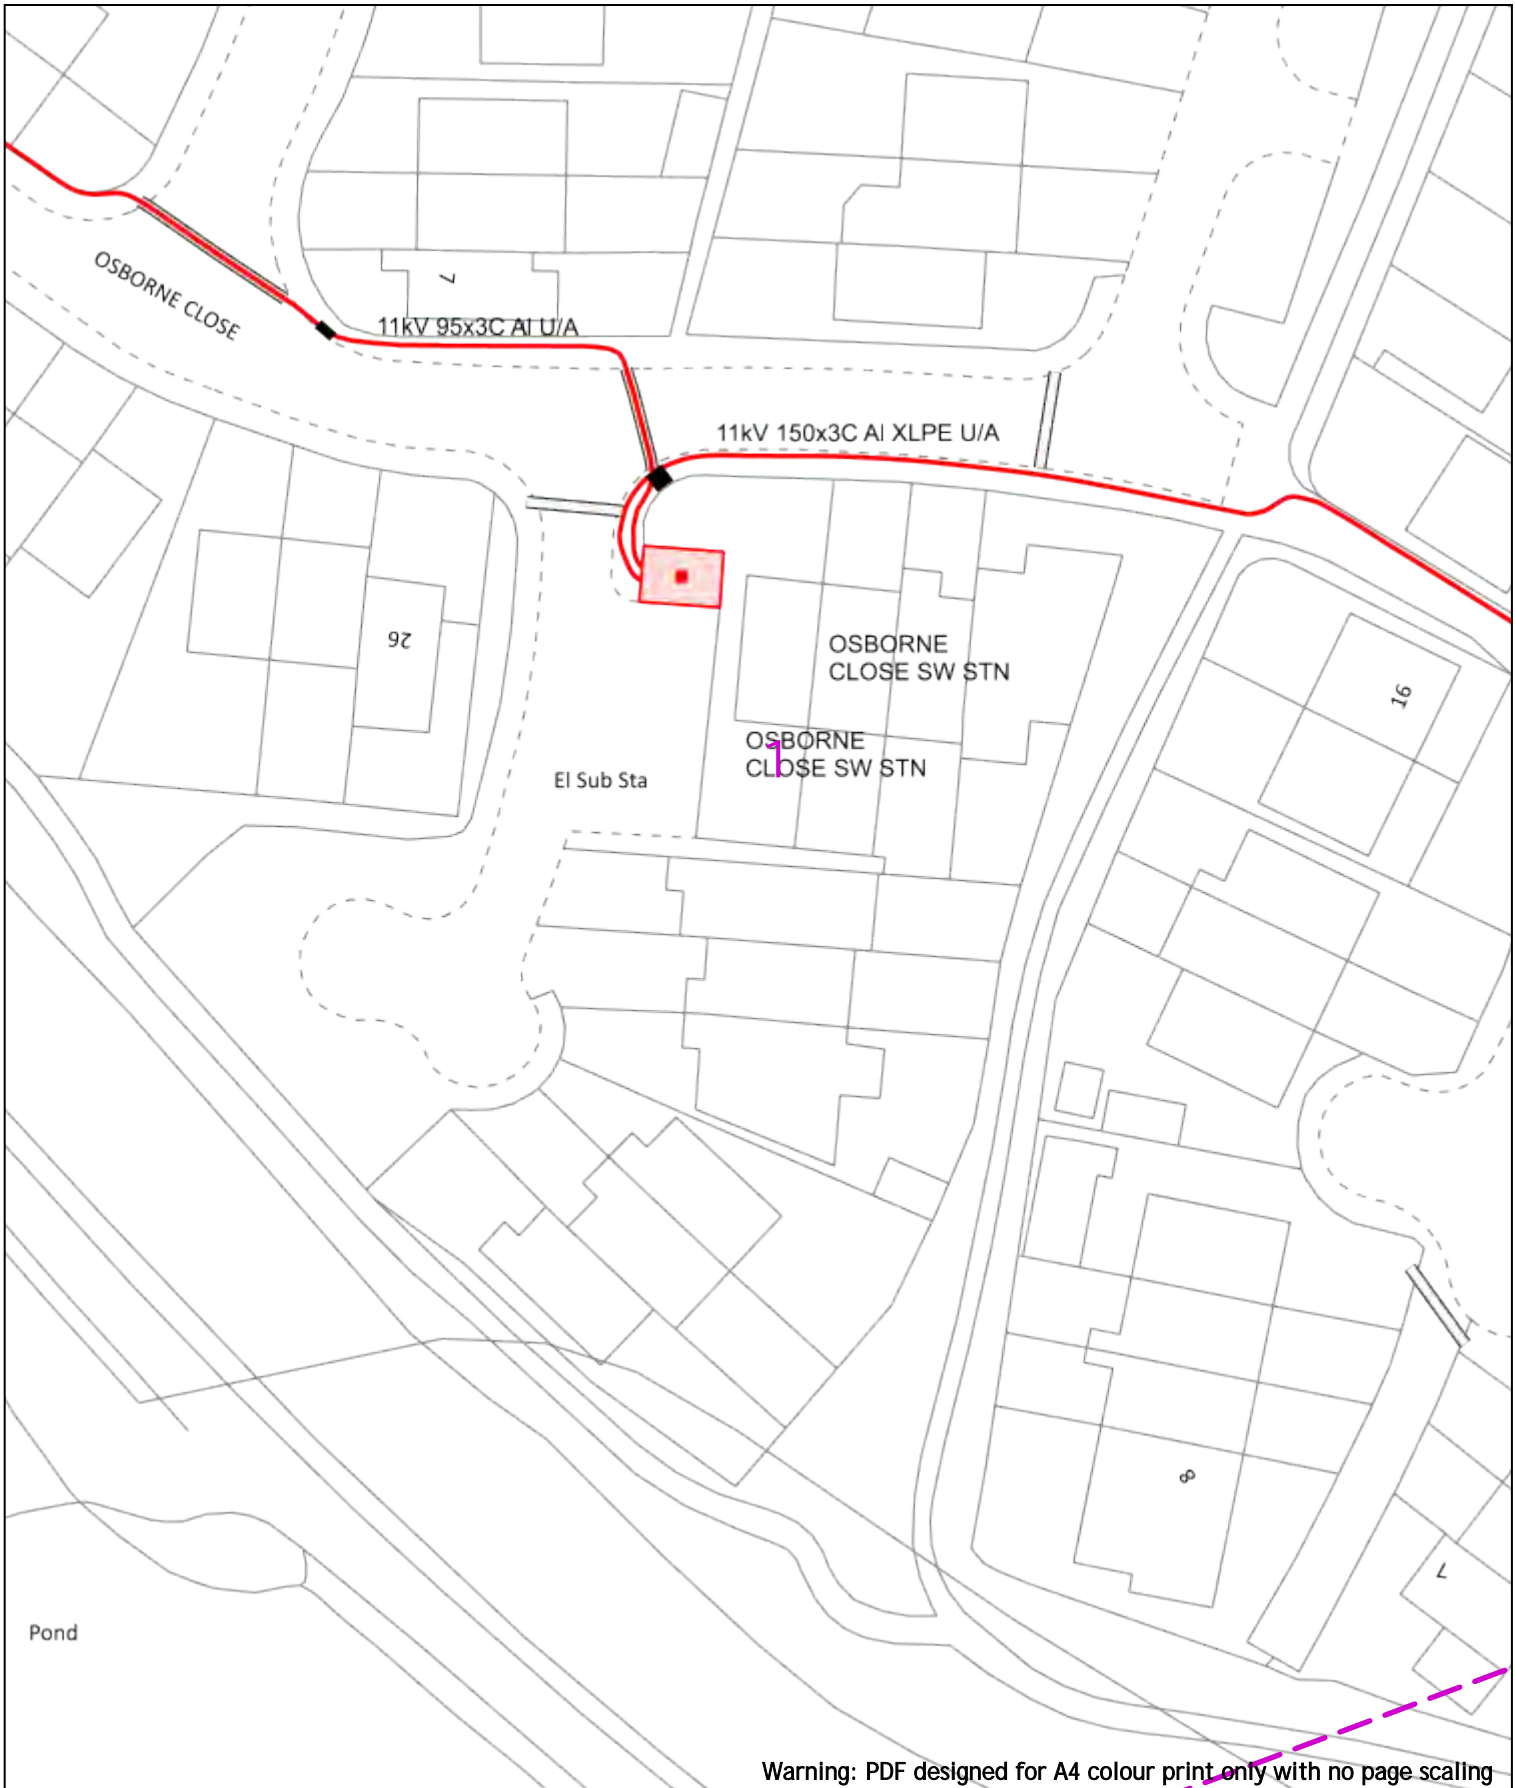 OSBORNE CLOSE
7
11kV 95x3C Al U/A
11kV 150x3C Al XLPE U/A
26
OSBORNE
CLOSE SW STN
16
OSBORNE
CLOSE SW STN
1
El Sub Sta
8
7
Pond
Warning: PDF designed for A4 colour print only with no page scaling